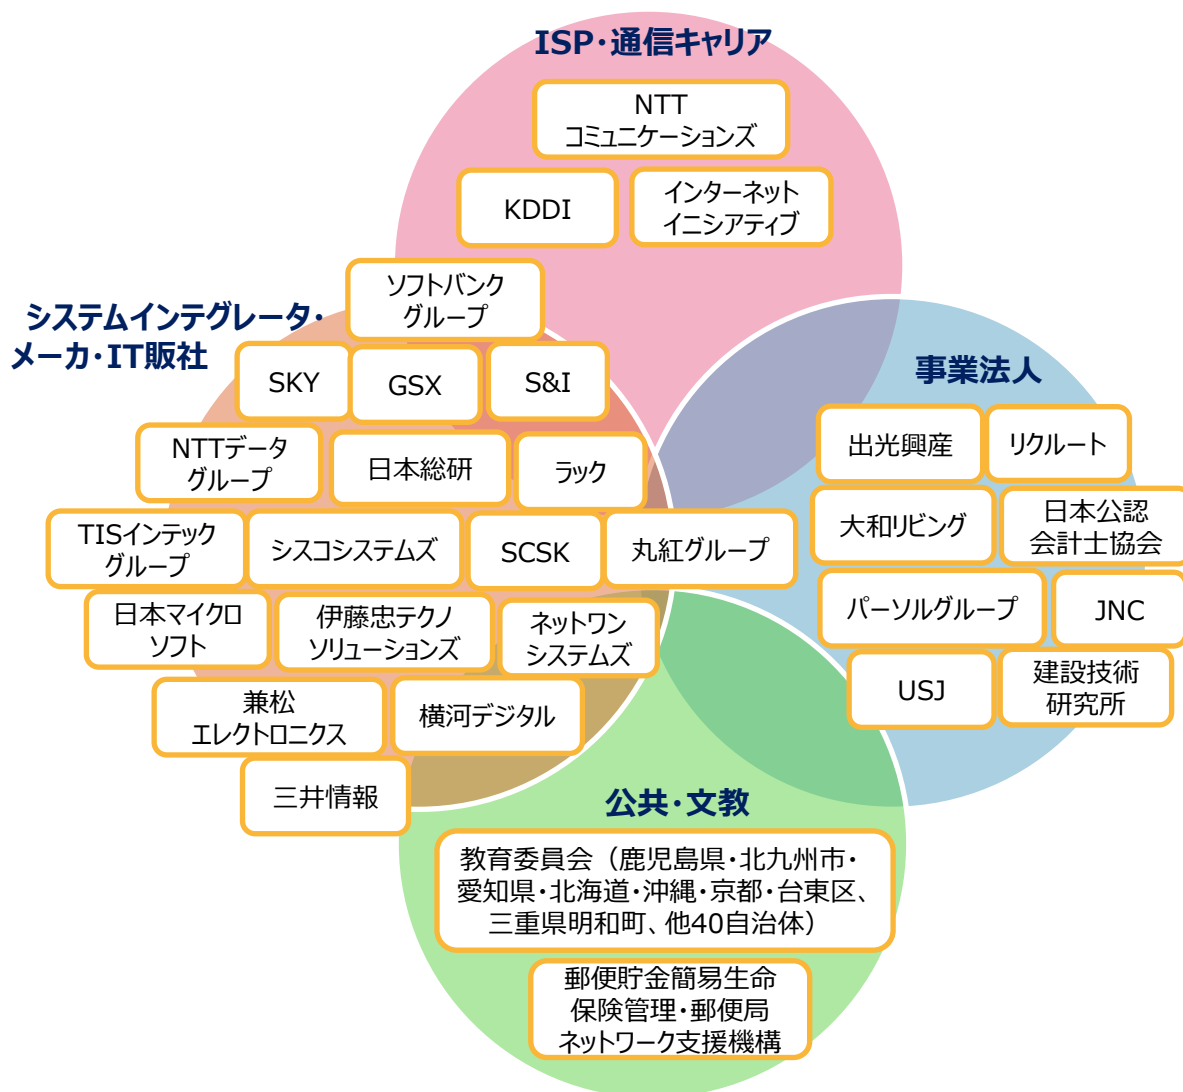 ISP・通信キャリア
NTT
コミュニケーションズ
KDDI
インターネット
イニシアティブ
ソフトバンク
グループ
システムインテグレータ・
メーカ・IT販社
SKY
GSX
S&I
NTTデータ
グループ
日本総研
ラック
TISインテック
グループ
シスコシステムズ
SCSK
丸紅グループ
日本マイクロ
ソフト
伊藤忠テクノ
ソリューションズ
ネットワン
システムズ
兼松
エレクトロニクス
横河デジタル
三井情報
事業法人
出光興産
リクルート
大和リビング
日本公認
会計士協会
パーソルグループ
JNC
USJ
建設技術
研究所
公共・文教
教育委員会（鹿児島県・北九州市・
愛知県・北海道・沖縄・京都・台東区、
三重県明和町、他40自治体）
郵便貯金簡易生命
保険管理・郵便局
ネットワーク支援機構